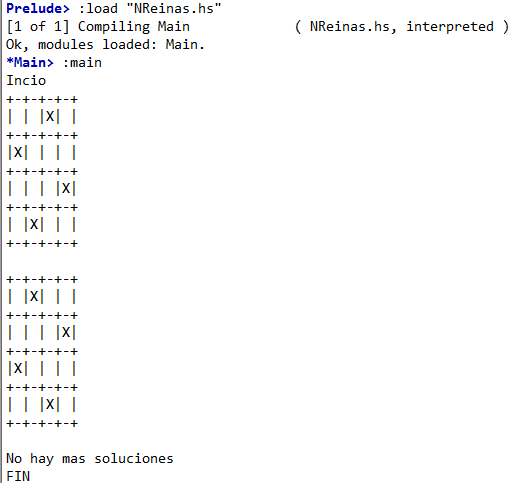 Prelude> :load "NReinas.hs"
[1 of 1] Compiling Main             ( NReinas.hs, interpreted )
Ok, modules loaded: Main.
*Main> :main
Incio
+-+-+-+-+
| | |X| |
+-+-+-+-+
|X| | | |
+-+-+-+-+
| | | |X|
+-+-+-+-+
| |X| | |
+-+-+-+-+

+-+-+-+-+
| |X| | |
+-+-+-+-+
| | | |X|
+-+-+-+-+
|X| | | |
+-+-+-+-+
| | |X| |
+-+-+-+-+

No hay mas soluciones
FIN